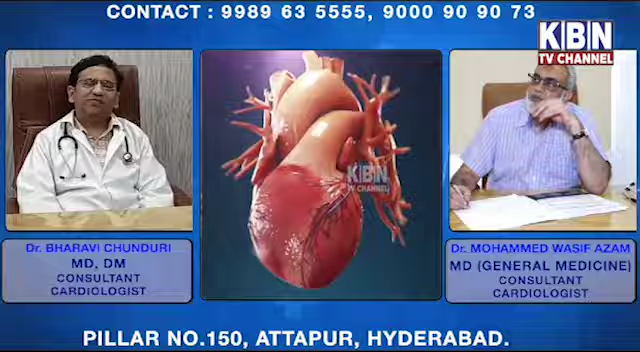 CONTACT : 9989 63 5555, 9000 90 90 73
KBN
TV CHANNEL
KBN
TV CHANNEL
Dr. BHARAVI CHUNDURI
MD, DM
CONSULTANT
CARDIOLOGIST
Dr. MOHAMMED WASIF AZAM
MD (GENERAL MEDICINE)
CONSULTANT
CARDIOLOGIST
PILLAR NO.150, ATTAPUR, HYDERABAD.